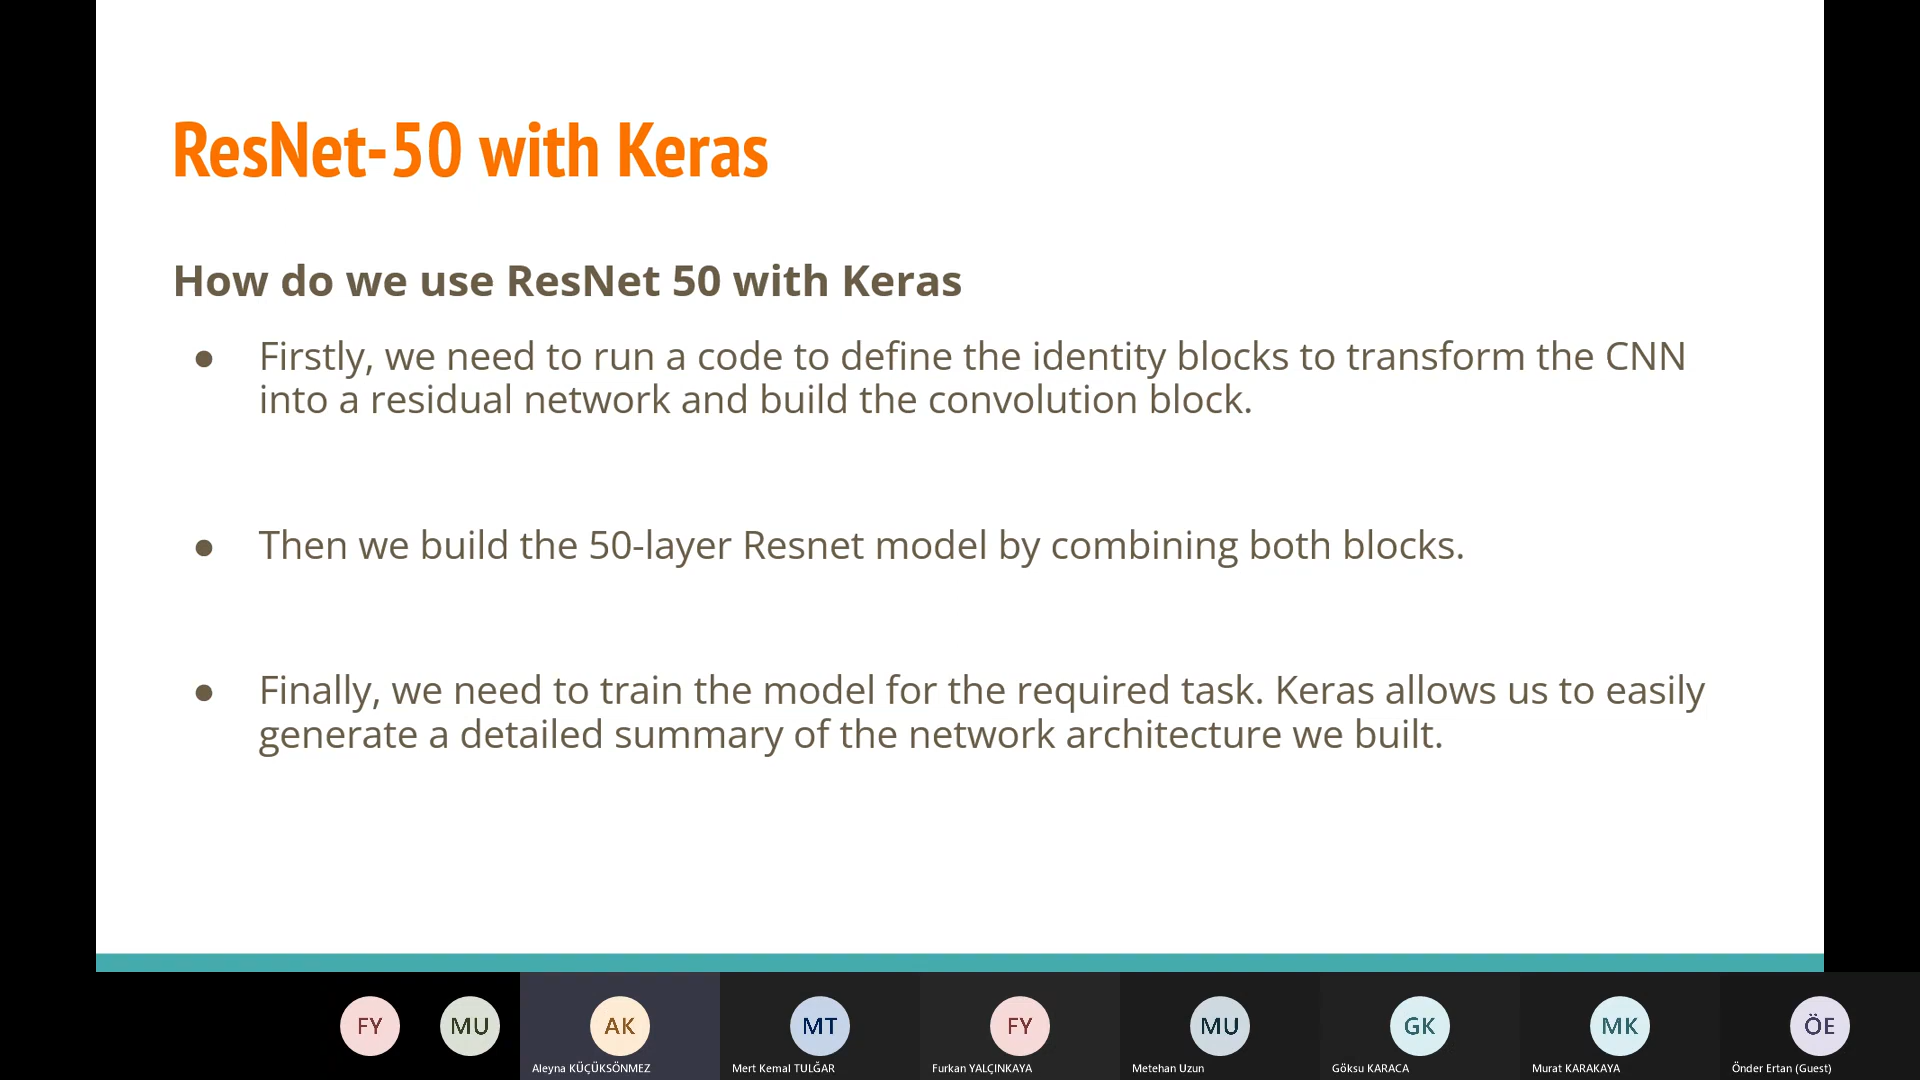 ResNet-50 with Keras
How do we use ResNet 50 with Keras
● Firstly, we need to run a code to define the identity blocks to transform the CNN
into a residual network and build the convolution block.
● Then we build the 50-layer Resnet model by combining both blocks.
● Finally, we need to train the model for the required task. Keras allows us to easily
generate a detailed summary of the network architecture we built.
FY MU AK MT FY MU GK MK ÖE
Aleyna KÜÇÜKSÖNMEZ Mert Kemal TULĞAR Furkan YALÇINKAYA Metehan Uzun Göksu KARACA Murat KARAKAYA Önder Ertan (Guest)